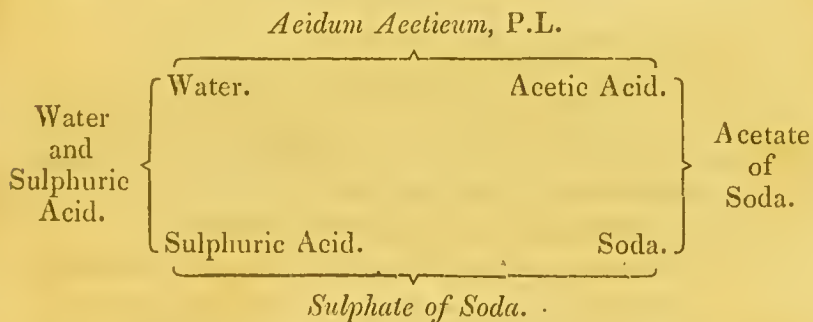 Acidum Aceticum, P.L.
Water. Acetic Acid.
Water
and
Sulphuric
Acid.
Acetate
of
Soda.
Sulphuric Acid. Soda.
Sulphate of Soda.